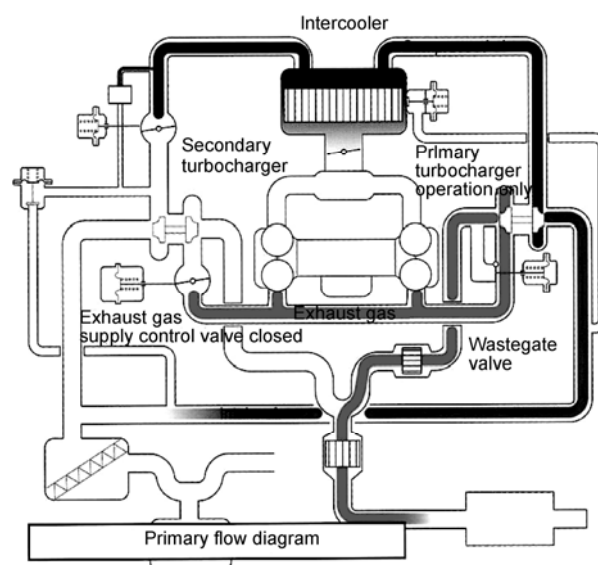 Intercooler
Secondary
turbocharger
Primary
turbocharger
operation only
Exhaust gas
supply control valve closed
Exhaust gas
Wastegate
valve
Primary flow diagram